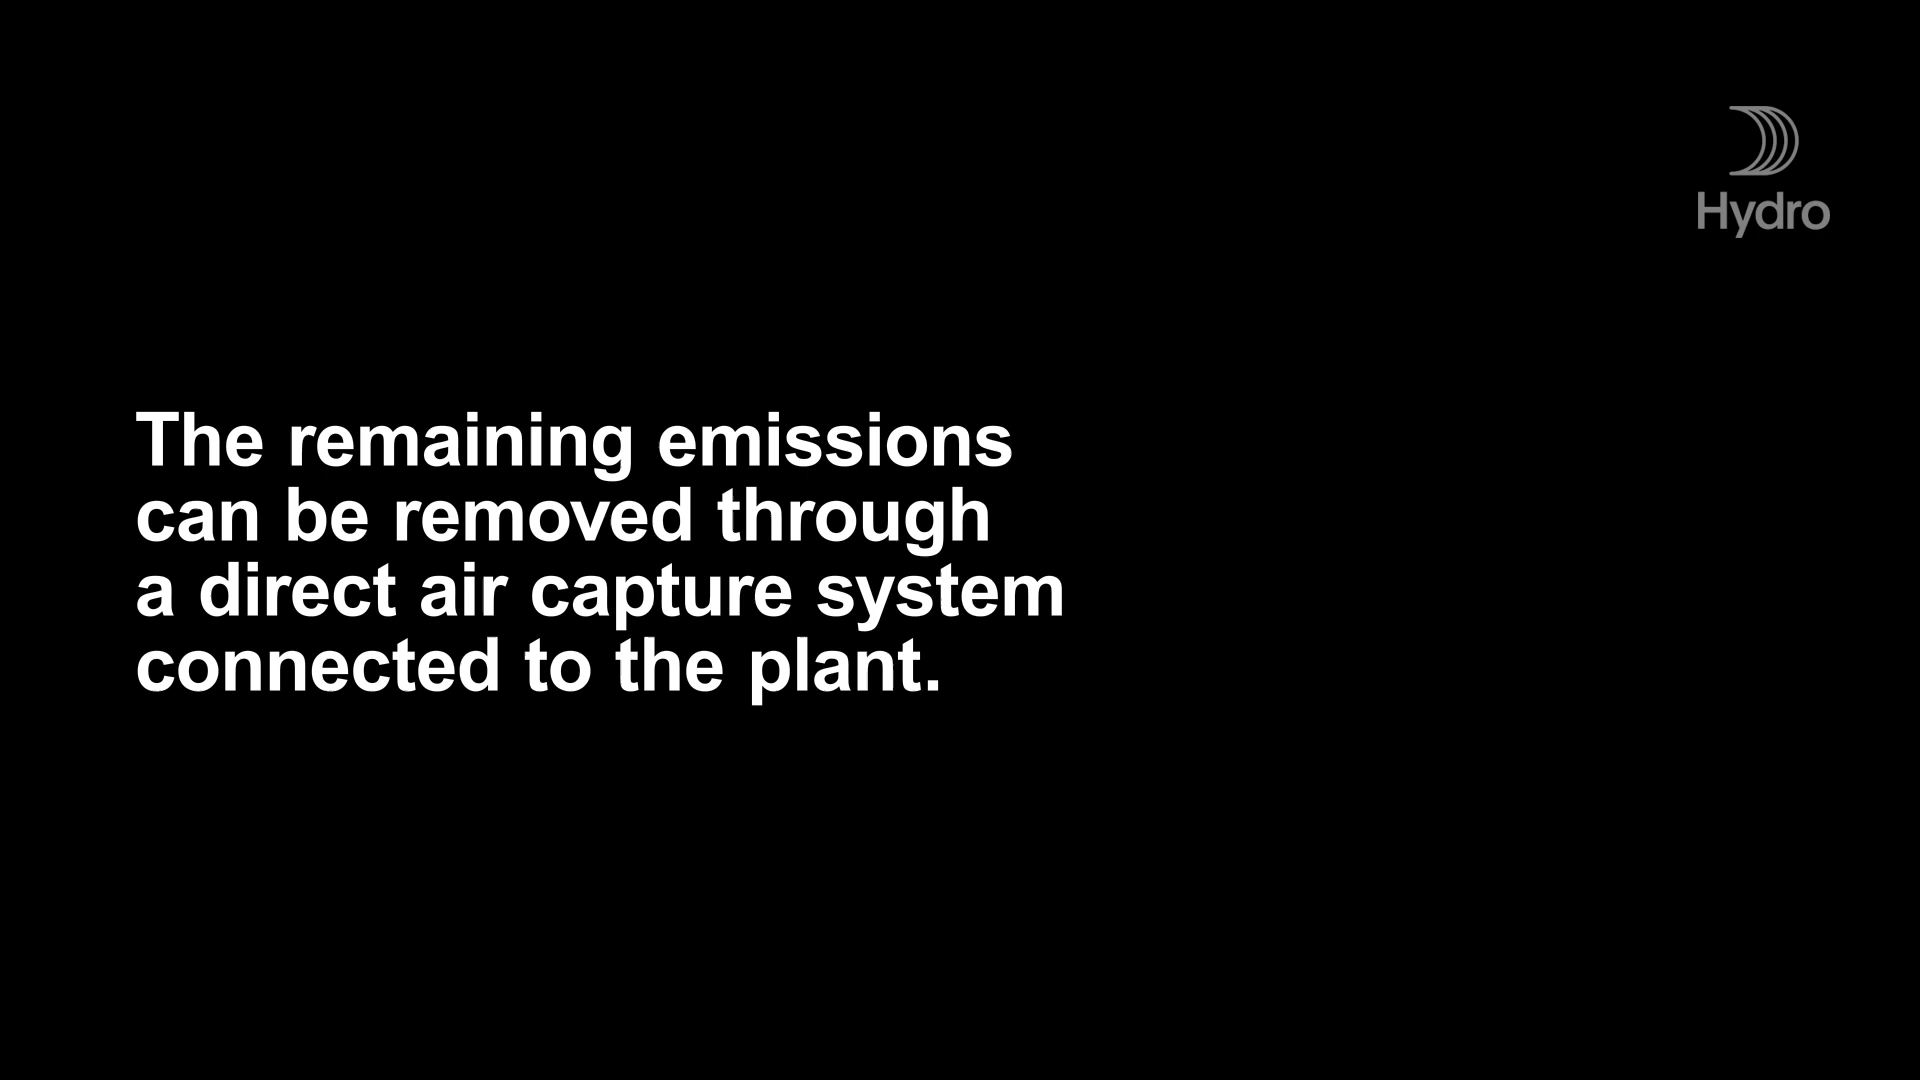 Hydro
The remaining emissions
can be removed through
a direct air capture system
connected to the plant.